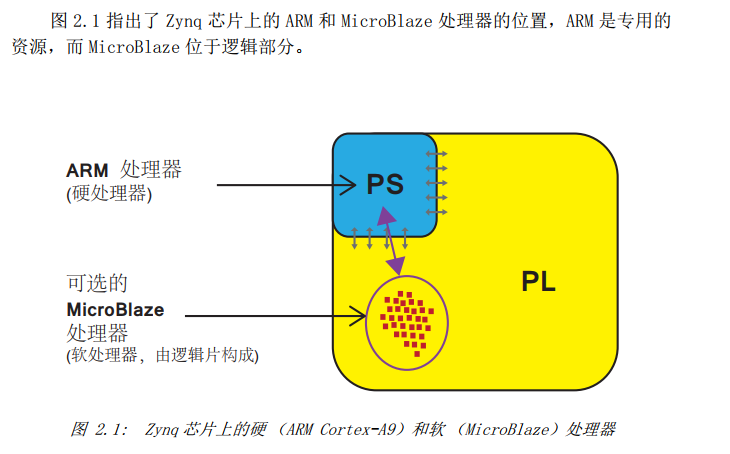 图 2.1 指出了 Zynq 芯片上的 ARM 和 MicroBlaze 处理器的位置，ARM 是专用的
资源，而 MicroBlaze 位于逻辑部分。
ARM 处理器
(硬处理器)
PS
PL
可选的
MicroBlaze
处理器
(软处理器，由逻辑片构成)
图 2.1: Zynq 芯片上的硬 （ARM Cortex-A9）和软 （MicroBlaze）处理器